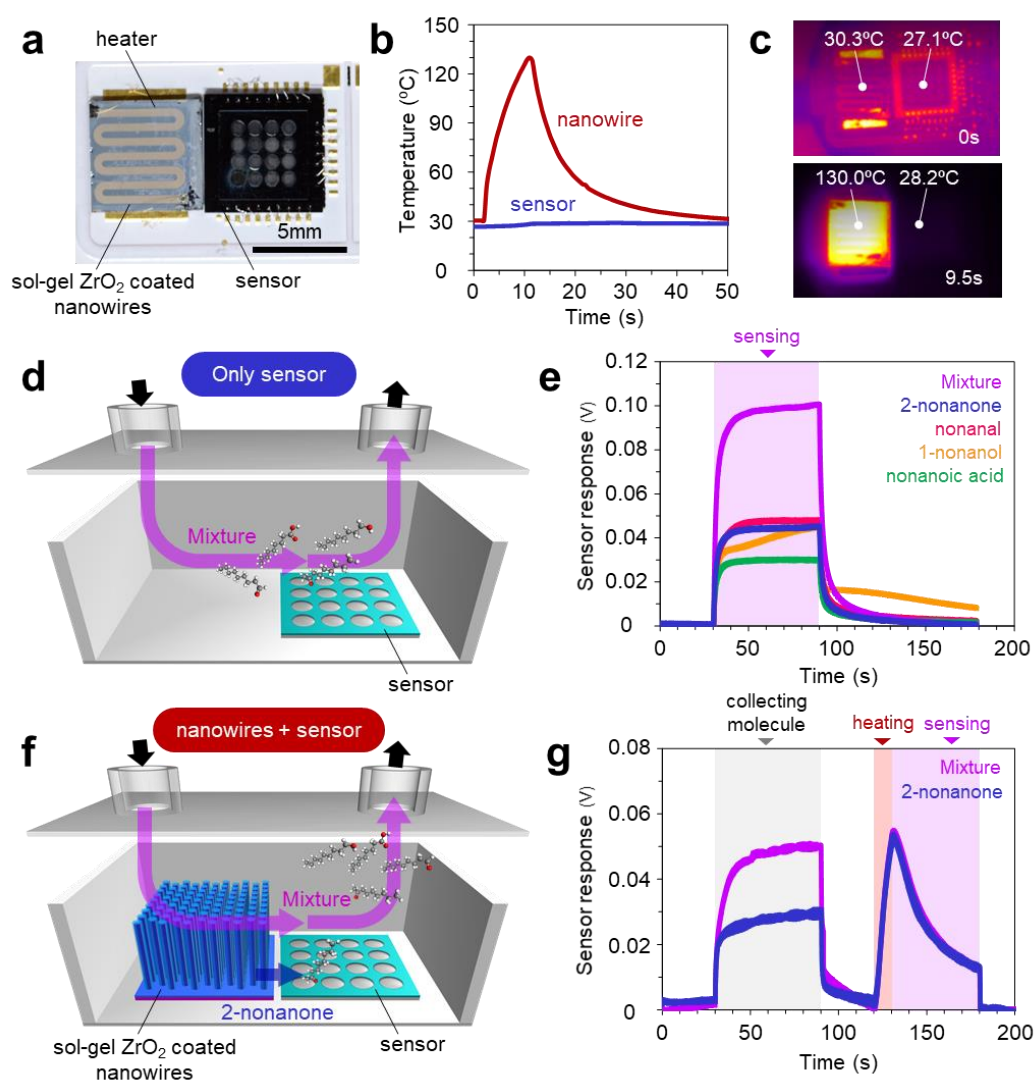 a
heater
sol-gel ZrO₂ coated
nanowires
sensor
5mm
b
Temperature (ºC)
150
120
90
60
30
0
nanowire
sensor
0 10 20 30 40 50
Time (s)
c
30.3ºC
27.1ºC
0s
130.0ºC
28.2ºC
9.5s
d
Only sensor
Mixture
sensor
e
sensing
Sensor response (V)
0.12
0.10
0.08
0.06
0.04
0.02
0
Mixture
2-nonanone
nonanal
1-nonanol
nonanoic acid
0 50 100 150 200
Time (s)
f
nanowires + sensor
Mixture
2-nonanone
sol-gel ZrO₂ coated
nanowires
sensor
g
collecting
molecule
heating
sensing
Sensor response (V)
0.08
0.06
0.04
0.02
0
Mixture
2-nonanone
0 50 100 150 200
Time (s)